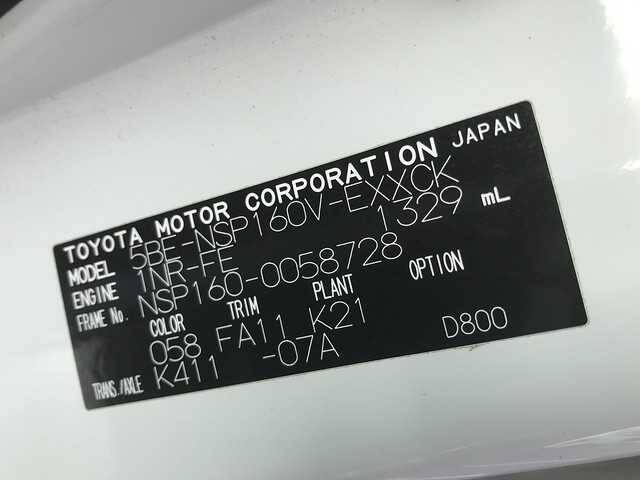 TOYOTA MOTOR CORPORATION JAPAN
MODEL 5BE-NSP160V-EXXCK
ENGINE 1NR-FE 1329 mL
FRAME No. NSP160-0058728
COLOR TRIM PLANT OPTION
058 FA11 K21
TRANS./AXLE K411 -07A D800